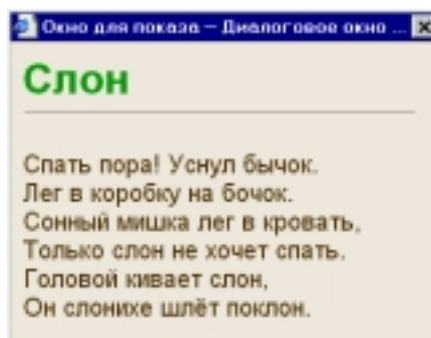 Окно для показа — Диалоговое окно ...
Слон
Спать пора! Уснул бычок.
Лег в коробку на бочок.
Сонный мишка лег в кровать,
Только слон не хочет спать.
Головой кивает слон,
Он слонихе шлёт поклон.